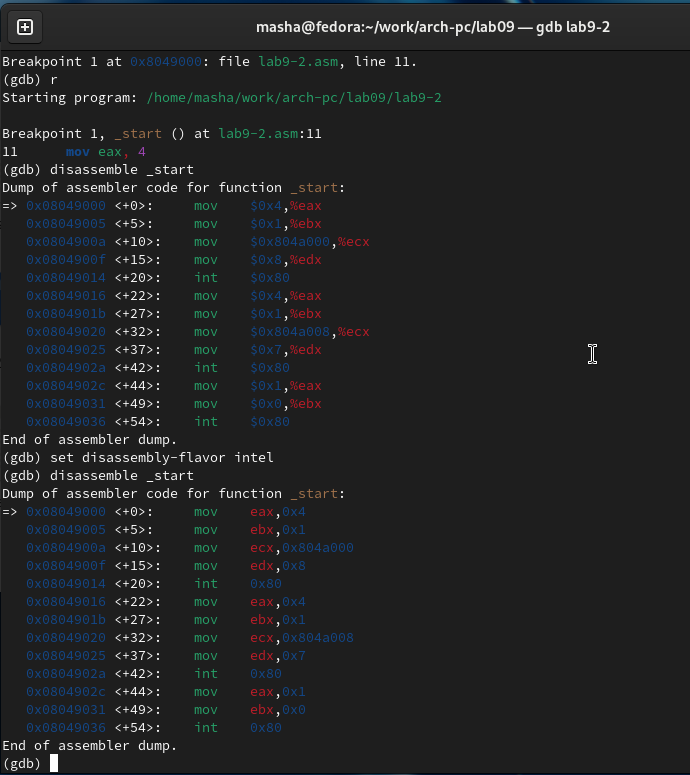 masha@fedora:~/work/arch-pc/lab09 — gdb lab9-2
Breakpoint 1 at 0x8049000: file lab9-2.asm, line 11.
(gdb) r
Starting program: /home/masha/work/arch-pc/lab09/lab9-2
Breakpoint 1, _start () at lab9-2.asm:11
11      mov eax, 4
(gdb) disassemble _start
Dump of assembler code for function _start:
=> 0x08049000 <+0>:     mov    $0x4,%eax
   0x08049005 <+5>:     mov    $0x1,%ebx
   0x0804900a <+10>:    mov    $0x804a000,%ecx
   0x0804900f <+15>:    mov    $0x8,%edx
   0x08049014 <+20>:    int    $0x80
   0x08049016 <+22>:    mov    $0x4,%eax
   0x0804901b <+27>:    mov    $0x1,%ebx
   0x08049020 <+32>:    mov    $0x804a008,%ecx
   0x08049025 <+37>:    mov    $0x7,%edx
   0x0804902a <+42>:    int    $0x80
   0x0804902c <+44>:    mov    $0x1,%eax
   0x08049031 <+49>:    mov    $0x0,%ebx
   0x08049036 <+54>:    int    $0x80
End of assembler dump.
(gdb) set disassembly-flavor intel
(gdb) disassemble _start
Dump of assembler code for function _start:
=> 0x08049000 <+0>:     mov    eax,0x4
   0x08049005 <+5>:     mov    ebx,0x1
   0x0804900a <+10>:    mov    ecx,0x804a000
   0x0804900f <+15>:    mov    edx,0x8
   0x08049014 <+20>:    int    0x80
   0x08049016 <+22>:    mov    eax,0x4
   0x0804901b <+27>:    mov    ebx,0x1
   0x08049020 <+32>:    mov    ecx,0x804a008
   0x08049025 <+37>:    mov    edx,0x7
   0x0804902a <+42>:    int    0x80
   0x0804902c <+44>:    mov    eax,0x1
   0x08049031 <+49>:    mov    ebx,0x0
   0x08049036 <+54>:    int    0x80
End of assembler dump.
(gdb)